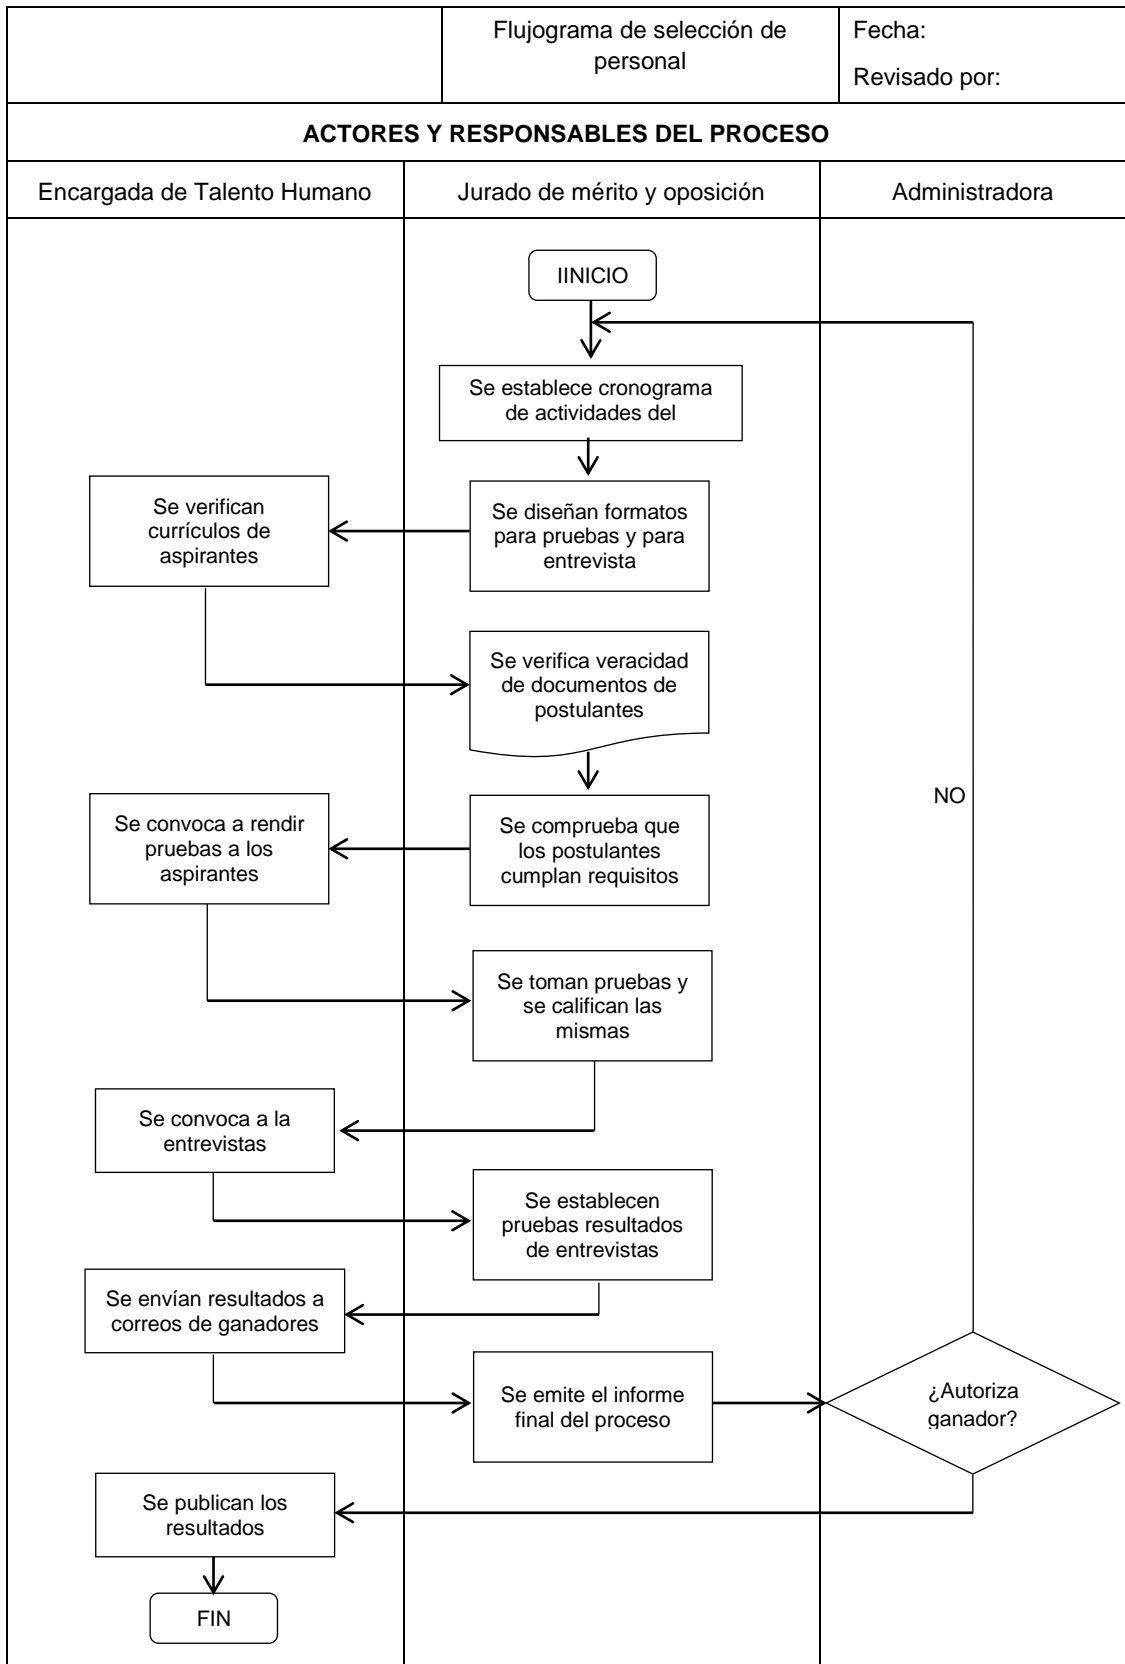 Flujograma de selección de
personal
Fecha:
Revisado por:
ACTORES Y RESPONSABLES DEL PROCESO
Encargada de Talento Humano
Jurado de mérito y oposición
Administradora
IINICIO
Se establece cronograma
de actividades del
Se diseñan formatos
para pruebas y para
entrevista
Se verifican
currículos de
aspirantes
Se verifica veracidad
de documentos de
postulantes
Se comprueba que
los postulantes
cumplan requisitos
NO
Se convoca a rendir
pruebas a los
aspirantes
Se toman pruebas y
se califican las
mismas
Se convoca a la
entrevistas
Se establecen
pruebas resultados
de entrevistas
Se envían resultados a
correos de ganadores
Se emite el informe
final del proceso
¿Autoriza
ganador?
Se publican los
resultados
FIN